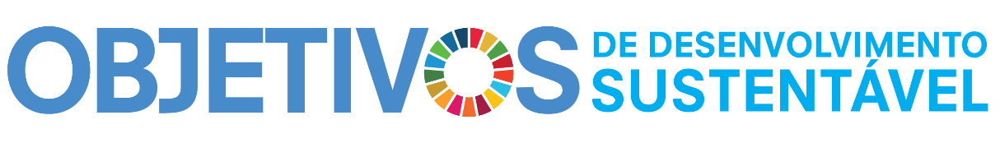 OBJETIVOS
DE DESENVOLVIMENTO
SUSTENTÁVEL